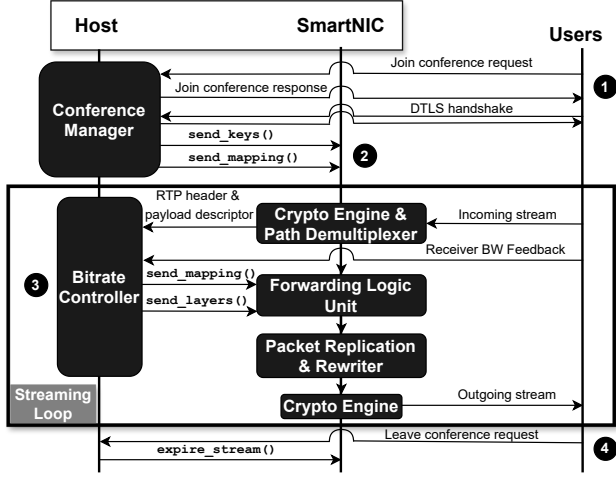 Host
SmartNIC
Users
Join conference request
1
Join conference response
Conference
Manager
DTLS handshake
send_keys()
2
send_mapping()
RTP header &
payload descriptor
Crypto Engine &
Path Demultiplexer
Incoming stream
Receiver BW Feedback
3
Bitrate
Controller
send_mapping()
send_layers()
Forwarding Logic
Unit
Packet Replication
& Rewriter
Streaming
Loop
Crypto Engine
Outgoing stream
Leave conference request
4
expire_stream()